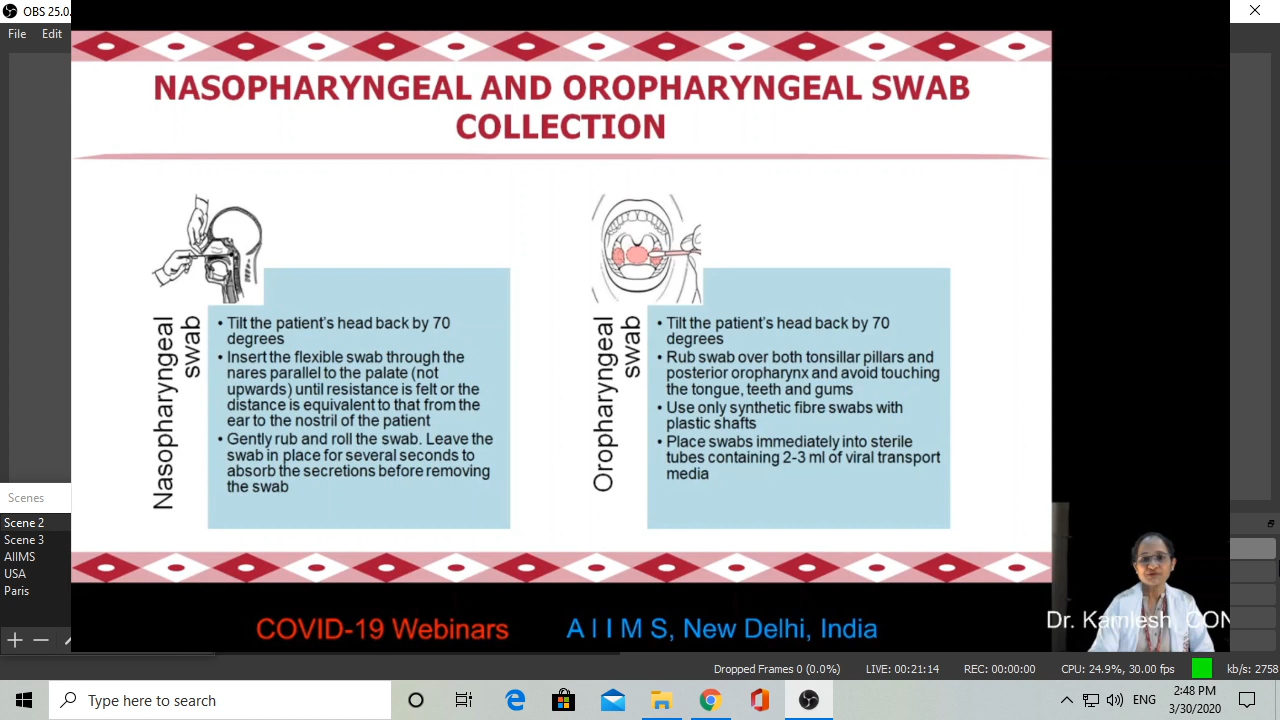 OBS 25.0.
File Edit
NASOPHARYNGEAL AND OROPHARYNGEAL SWAB
COLLECTION
Nasopharyngeal
swab
• Tilt the patient's head back by 70
degrees
• Insert the flexible swab through the
nares parallel to the palate (not
upwards) until resistance is felt or the
distance is equivalent to that from the
ear to the nostril of the patient
• Gently rub and roll the swab. Leave the
swab in place for several seconds to
absorb the secretions before removing
the swab
Oropharyngeal
swab
• Tilt the patient's head back by 70
degrees
• Rub swab over both tonsillar pillars and
posterior oropharynx and avoid touching
the tongue, teeth and gums
• Use only synthetic fibre swabs with
plastic shafts
• Place swabs immediately into sterile
tubes containing 2-3 ml of viral transport
media
Scenes
Scene 2
Scene 3
AIIMS
USA
Paris
COVID-19 Webinars
A I I M S, New Delhi, India
Dr. Kamlesh, CON
Dropped Frames 0 (0.0%)
LIVE: 00:21:14
REC: 00:00:00
CPU: 24.9%, 30.00 fps
kb/s: 2758
Type here to search
ENG
2:48 PM
3/30/2020